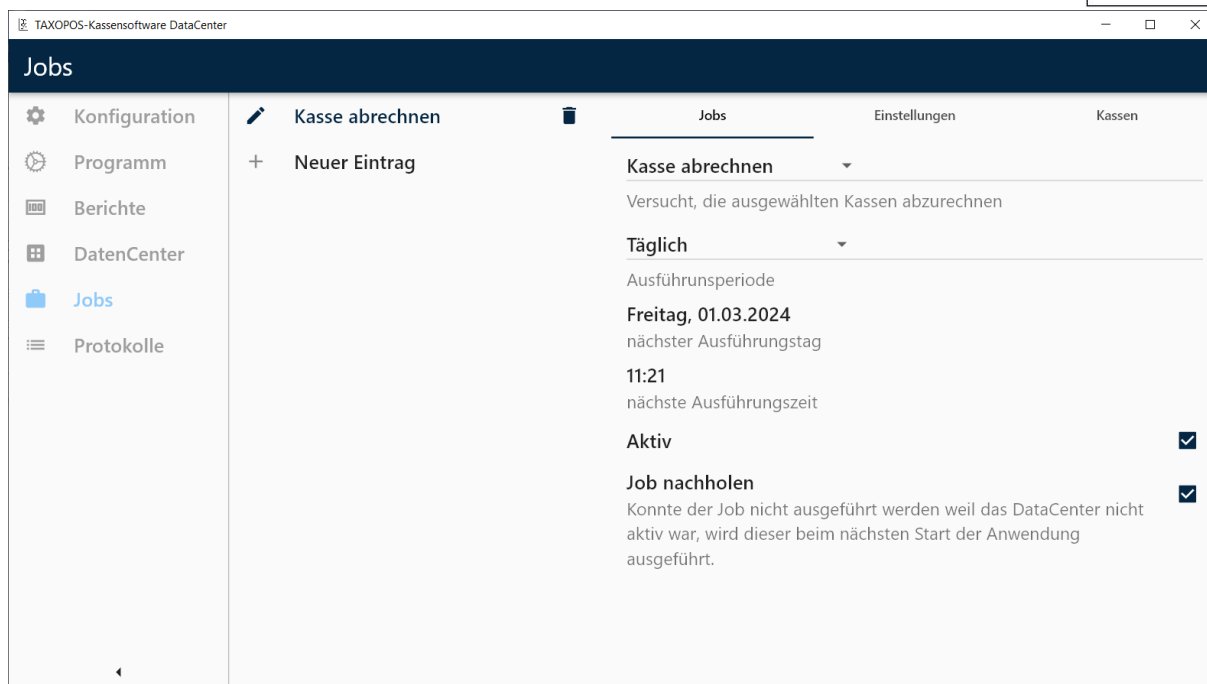 TAXOPOS-Kassensoftware DataCenter
Jobs
Konfiguration
Programm
Berichte
DatenCenter
Jobs
Protokolle
Kasse abrechnen
Neuer Eintrag
Jobs Einstellungen Kassen
Kasse abrechnen
Versucht, die ausgewählten Kassen abzurechnen
Täglich
Ausführunsperiode
Freitag, 01.03.2024
nächster Ausführungstag
11:21
nächste Ausführungszeit
Aktiv
Job nachholen
Konnte der Job nicht ausgeführt werden weil das DataCenter nicht
aktiv war, wird dieser beim nächsten Start der Anwendung
ausgeführt.